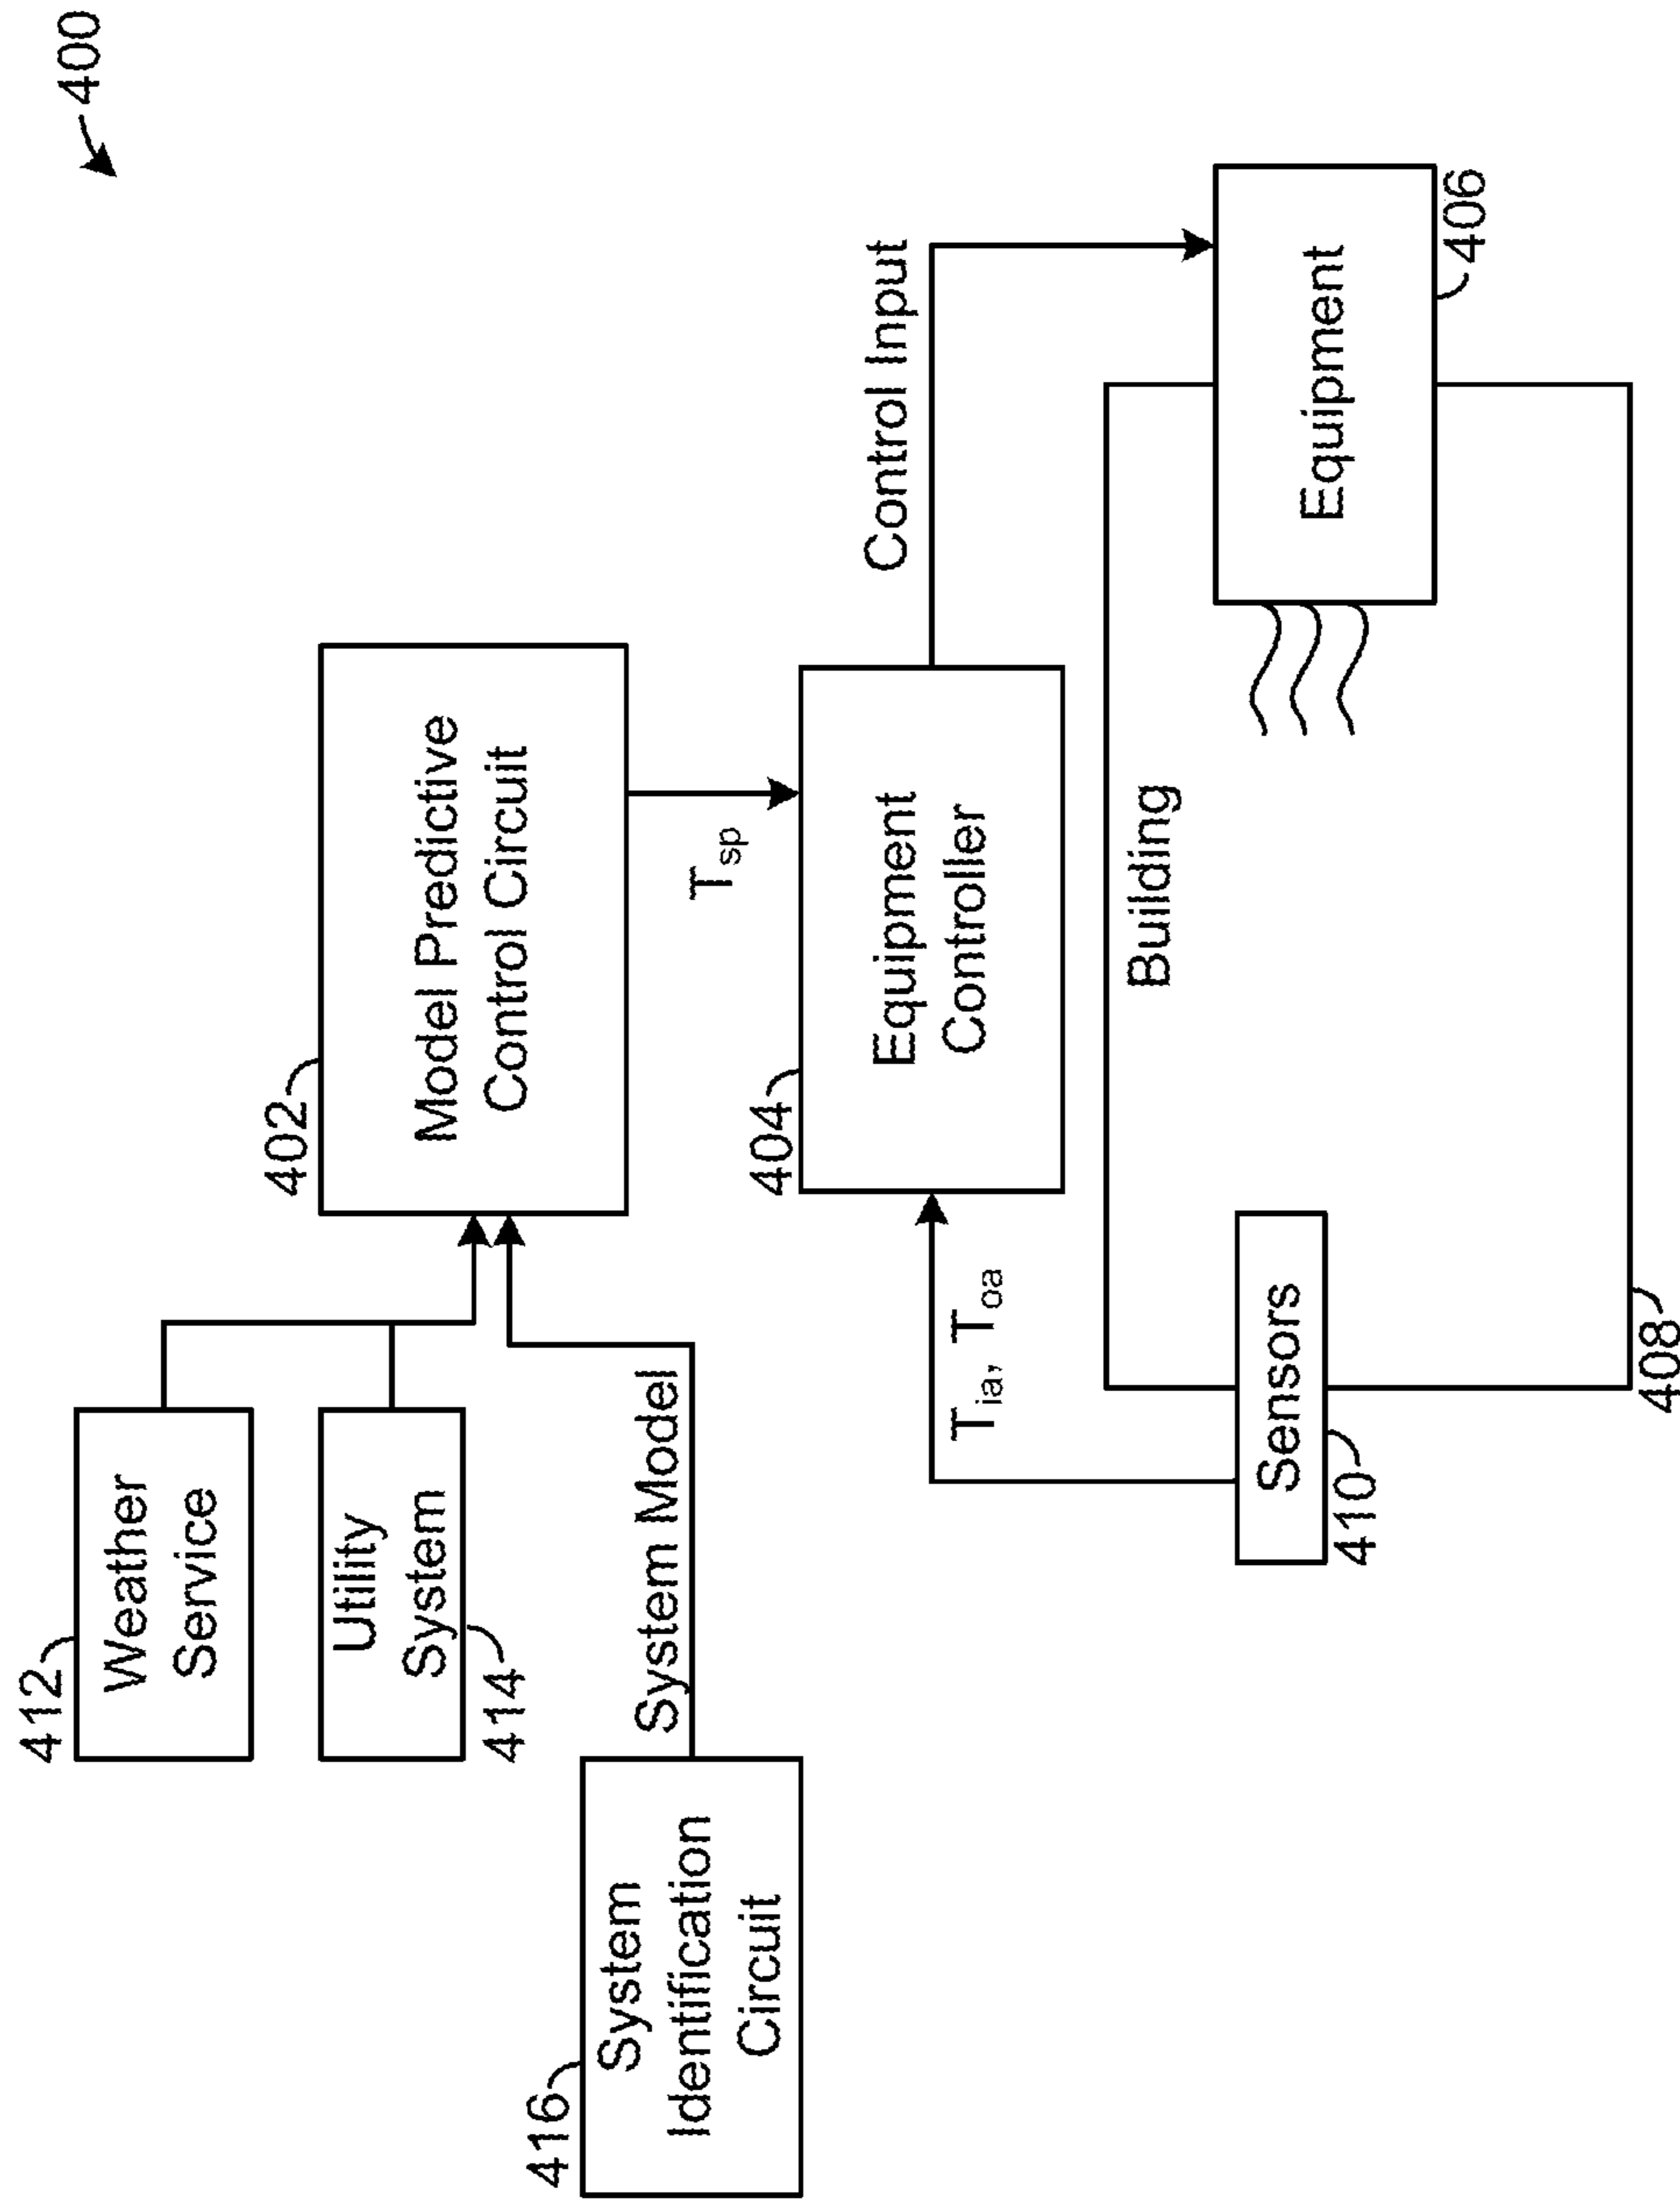 400
412
Weather
Service
402
Model Predictive
Control Circuit
Utility
System
414
System Model
416
System
Identification
Circuit
T_sp
404
Equipment
Controller
Control Input
T_ia, T_oa
Building
Sensors
410
Equipment
406
408